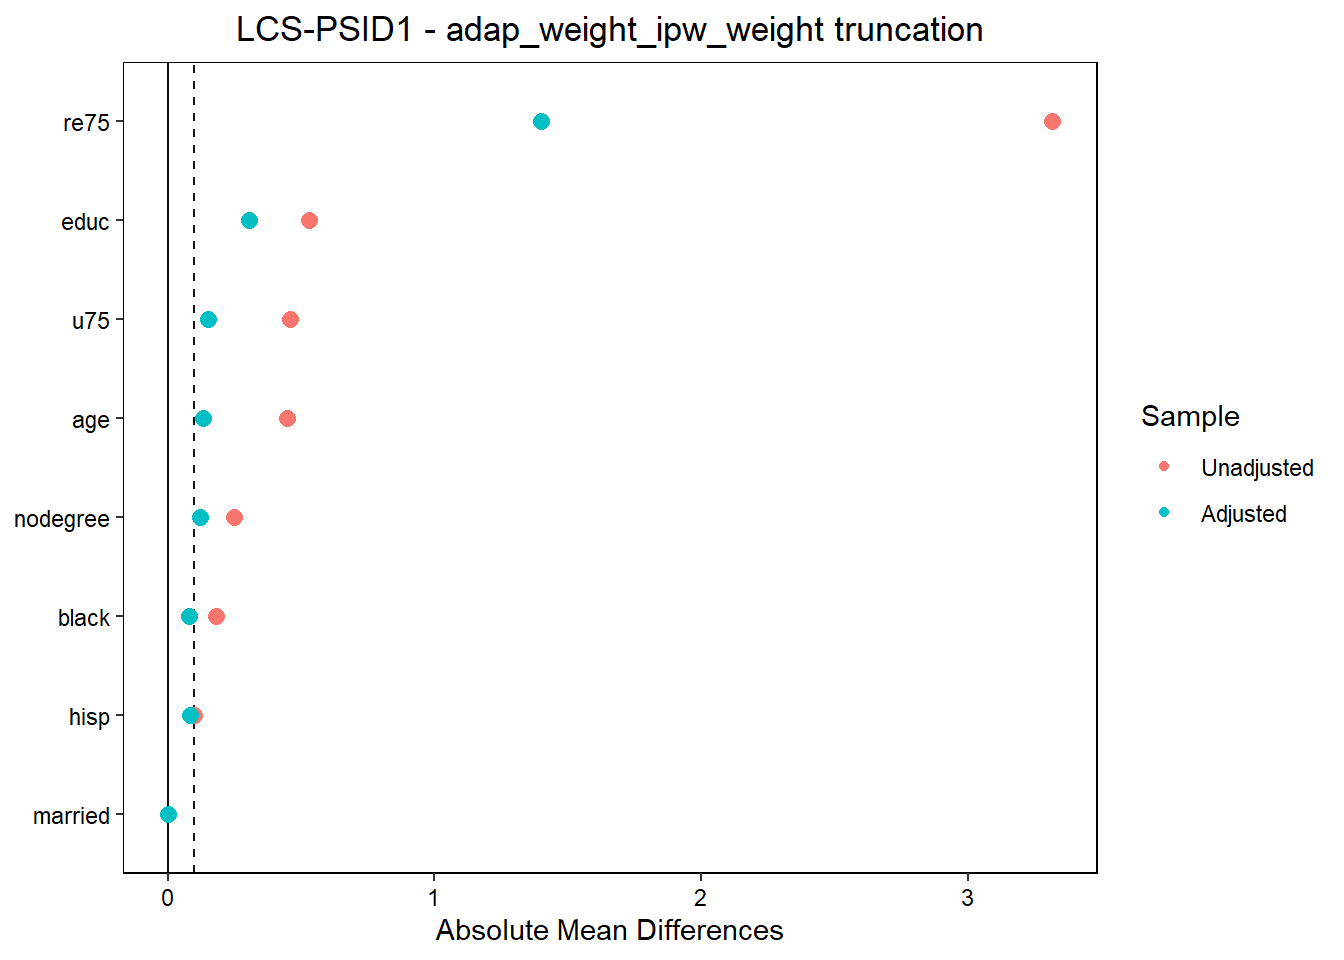 LCS-PSID1 - adap_weight_ipw_weight truncation
re75
educ
u75
age
nodegree
black
hisp
married
0
1
2
3
Absolute Mean Differences
Sample
Unadjusted
Adjusted